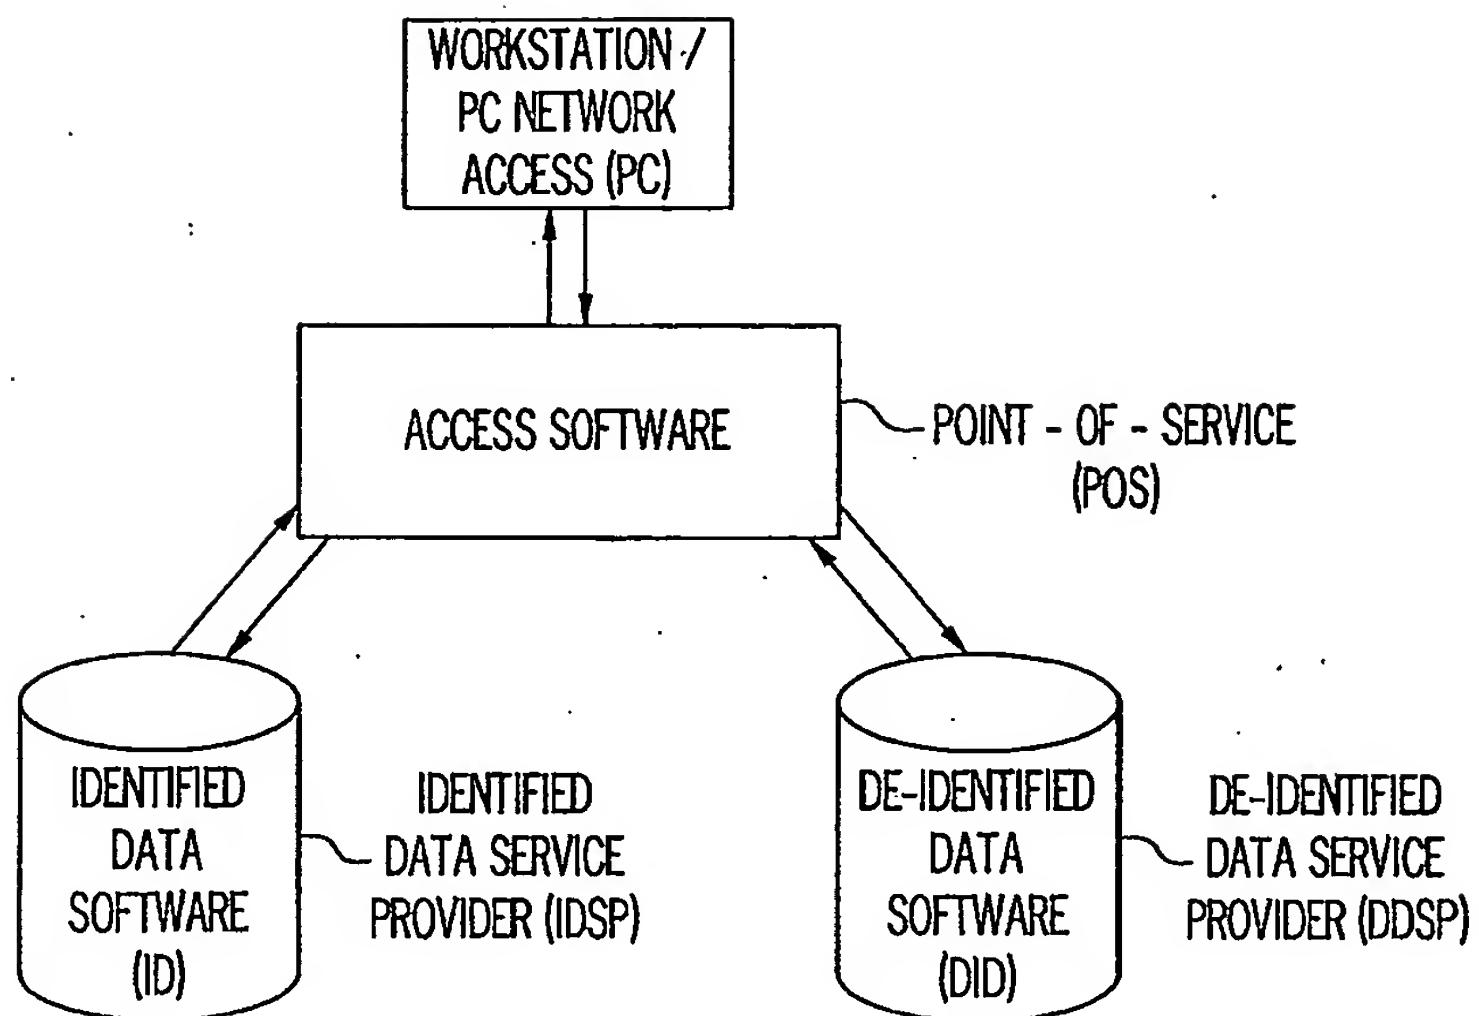 WORKSTATION /
PC NETWORK
ACCESS (PC)
ACCESS SOFTWARE
POINT - OF - SERVICE
(POS)
IDENTIFIED
DATA
SOFTWARE
(ID)
IDENTIFIED
DATA SERVICE
PROVIDER (IDSP)
DE-IDENTIFIED
DATA
SOFTWARE
(DID)
DE-IDENTIFIED
DATA SERVICE
PROVIDER (DDSP)